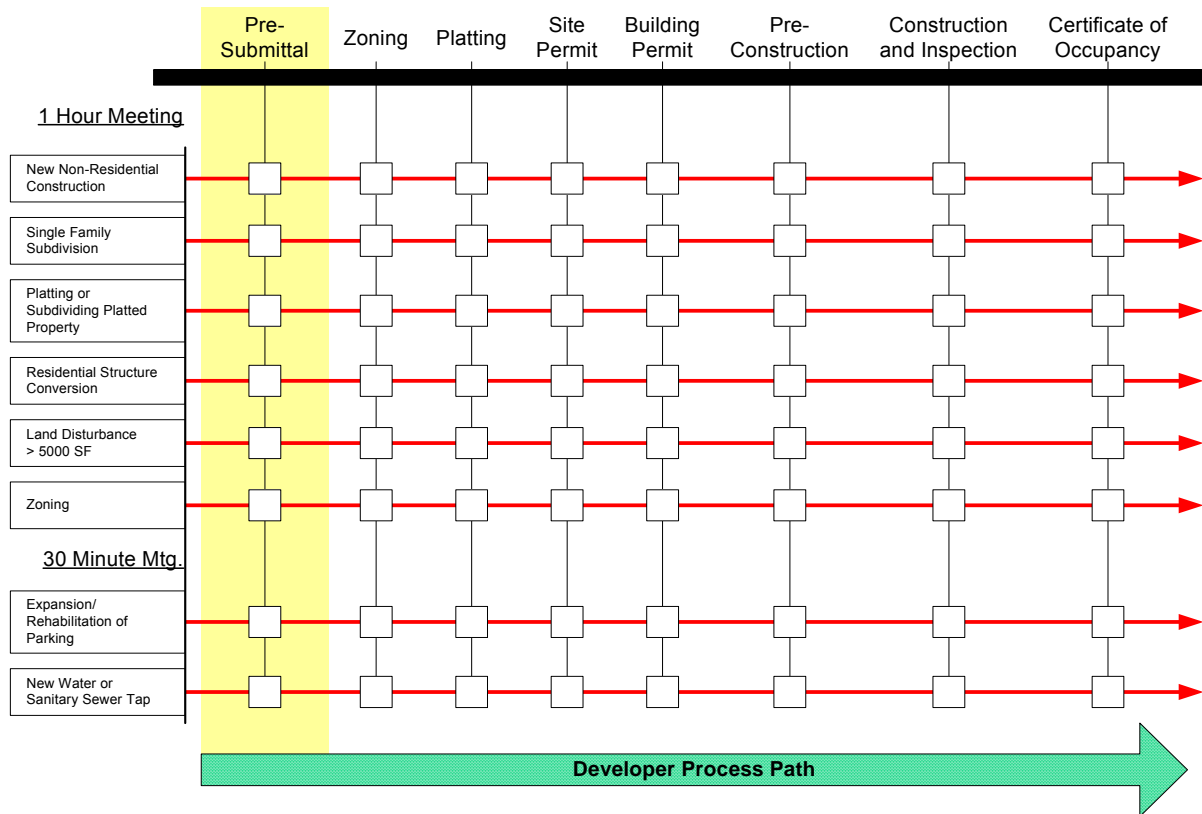 Pre-
Submittal
Zoning
Platting
Site
Permit
Building
Permit
Pre-
Construction
Construction
and Inspection
Certificate of
Occupancy
1 Hour Meeting
New Non-Residential
Construction
Single Family
Subdivision
Platting or
Subdividing Platted
Property
Residential Structure
Conversion
Land Disturbance
> 5000 SF
Zoning
30 Minute Mtg.
Expansion/
Rehabilitation of
Parking
New Water or
Sanitary Sewer Tap
Developer Process Path